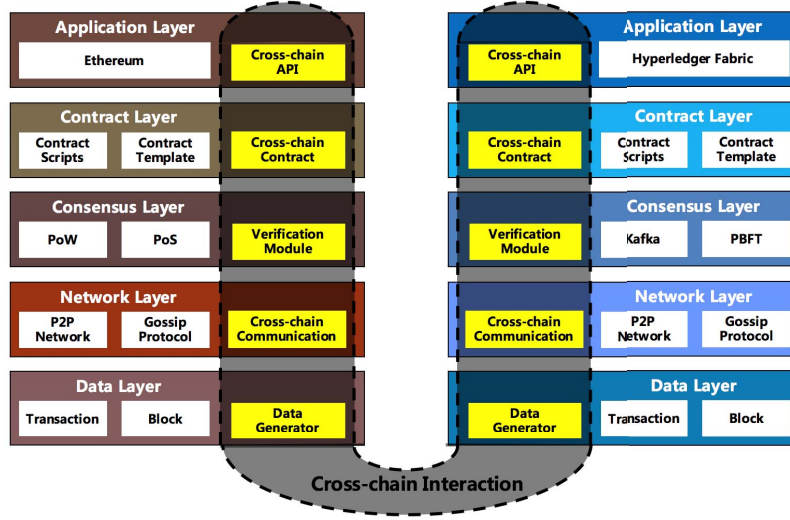 Application Layer
Ethereum
Cross-chain
API
Contract Layer
Contract
Scripts
Contract
Template
Cross-chain
Contract
Consensus Layer
PoW
PoS
Verification
Module
Network Layer
P2P
Network
Gossip
Protocol
Cross-chain
Communication
Data Layer
Transaction
Block
Data
Generator
Application Layer
Cross-chain
API
Hyperledger Fabric
Contract Layer
Cross-chain
Contract
Contract
Scripts
Contract
Template
Consensus Layer
Verification
Module
Kafka
PBFT
Network Layer
Cross-chain
Communication
P2P
Network
Gossip
Protocol
Data Layer
Data
Generator
Transaction
Block
Cross-chain Interaction